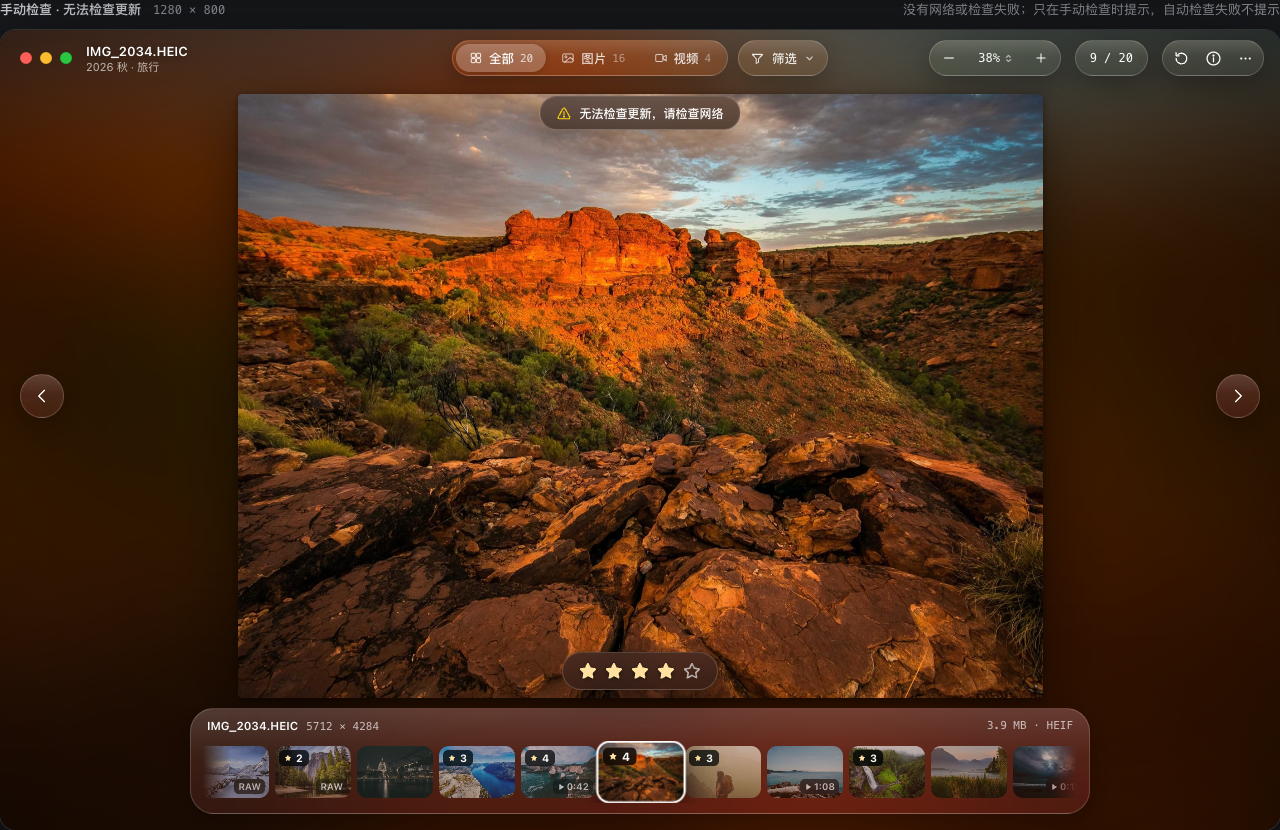 手动检查 · 无法检查更新 1280 × 800
没有网络或检查失败；只在手动检查时提示，自动检查失败不提示
IMG_2034.HEIC
2026 秋 · 旅行
全部 20
图片 16
视频 4
筛选
38%
9 / 20
无法检查更新，请检查网络
IMG_2034.HEIC 5712 × 4284
3.9 MB · HEIF
RAW
2
RAW
3
4
0:42
4
3
1:08
3